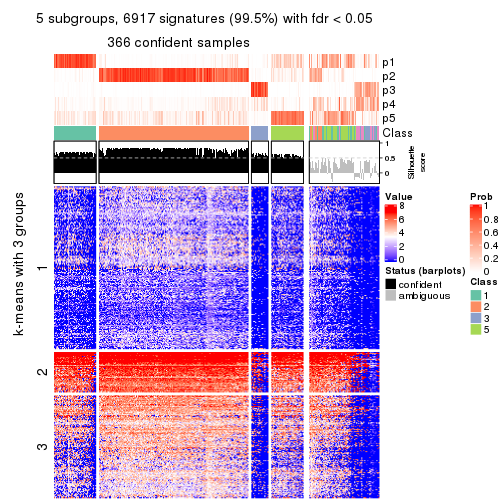 5 subgroups, 6917 signatures (99.5%) with fdr < 0.05
366 confident samples
p1
p2
p3
p4
p5
Class
1
0.5
0
Silhouette
score
k-means with 3 groups
1
2
3
Value
8
6
4
2
0
Status (barplots)
confident
ambiguous
Prob
1
0.8
0.6
0.4
0.2
0
Class
1
2
3
5